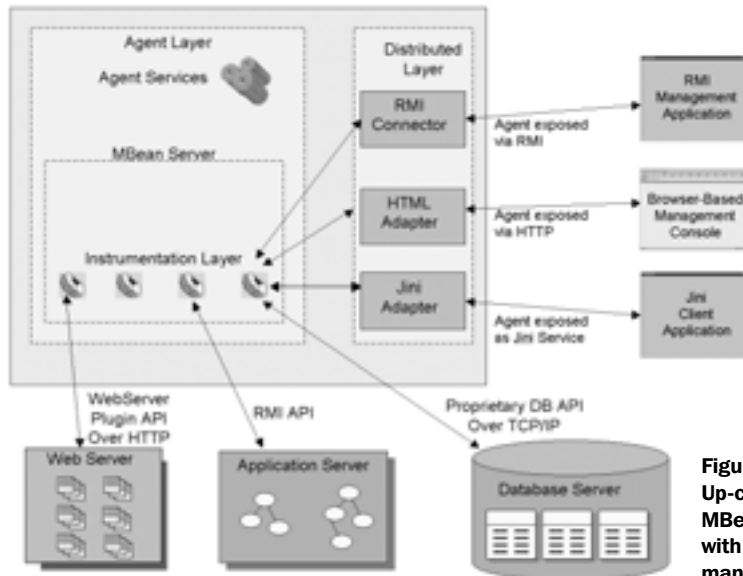 Agent Layer
Agent Services
Distributed
Layer
RMI
Connector
Agent exposed
via RMI
RMI
Management
Application
MBean Server
HTML
Adapter
Agent exposed
via HTTP
Browser-Based
Management
Console
Instrumentation Layer
Jini
Adapter
Agent exposed
as Jini Service
Jini
Client
Application
WebServer
Plugin API
Over HTTP
RMI API
Proprietary DB API
Over TCP/IP
Web Server
Application Server
Database Server
Figu
Up-c
MBe
with
man